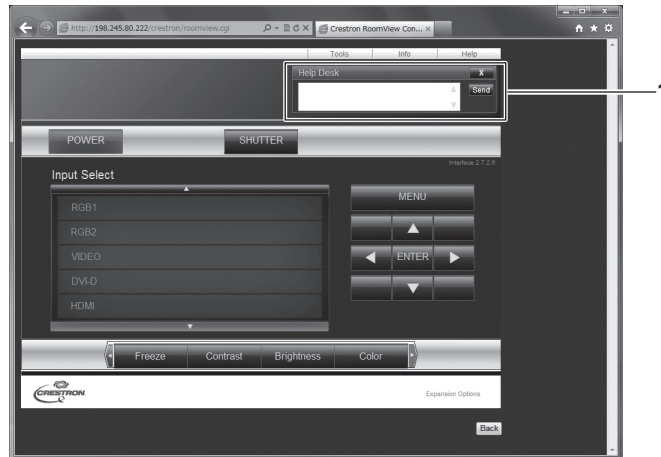 http://198.245.80.222/crestron/roomview.cgi
Crestron RoomView Con... ×
Tools Info Help
Help Desk X
Send
1
POWER SHUTTER
Interface 2.7.2.6
Input Select
MENU
RGB1
RGB2
VIDEO
ENTER
DVI-D
HDMI
Freeze Contrast Brightness Color
CRESTRON Expansion Options
Back